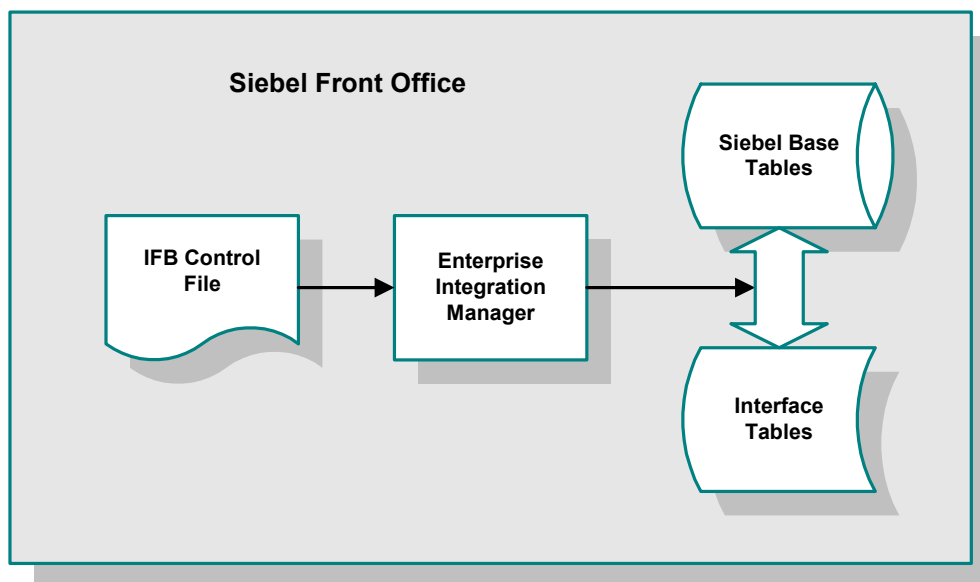 Siebel Front Office
Siebel Base
Tables
IFB Control
File
Enterprise
Integration
Manager
Interface
Tables